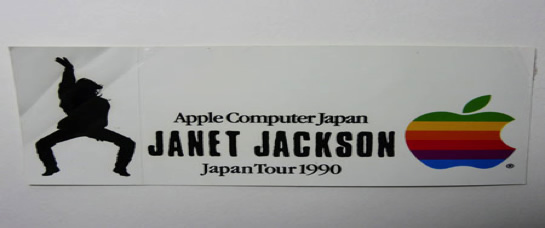 Apple Computer Japan
JANET JACKSON
Japan Tour 1990
®